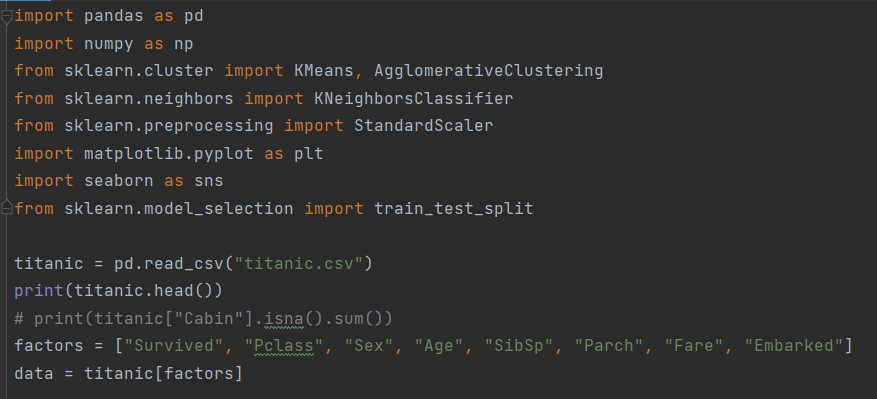 import pandas as pd
import numpy as np
from sklearn.cluster import KMeans, AgglomerativeClustering
from sklearn.neighbors import KNeighborsClassifier
from sklearn.preprocessing import StandardScaler
import matplotlib.pyplot as plt
import seaborn as sns
from sklearn.model_selection import train_test_split
titanic = pd.read_csv("titanic.csv")
print(titanic.head())
# print(titanic["Cabin"].isna().sum())
factors = ["Survived", "Pclass", "Sex", "Age", "SibSp", "Parch", "Fare", "Embarked"]
data = titanic[factors]